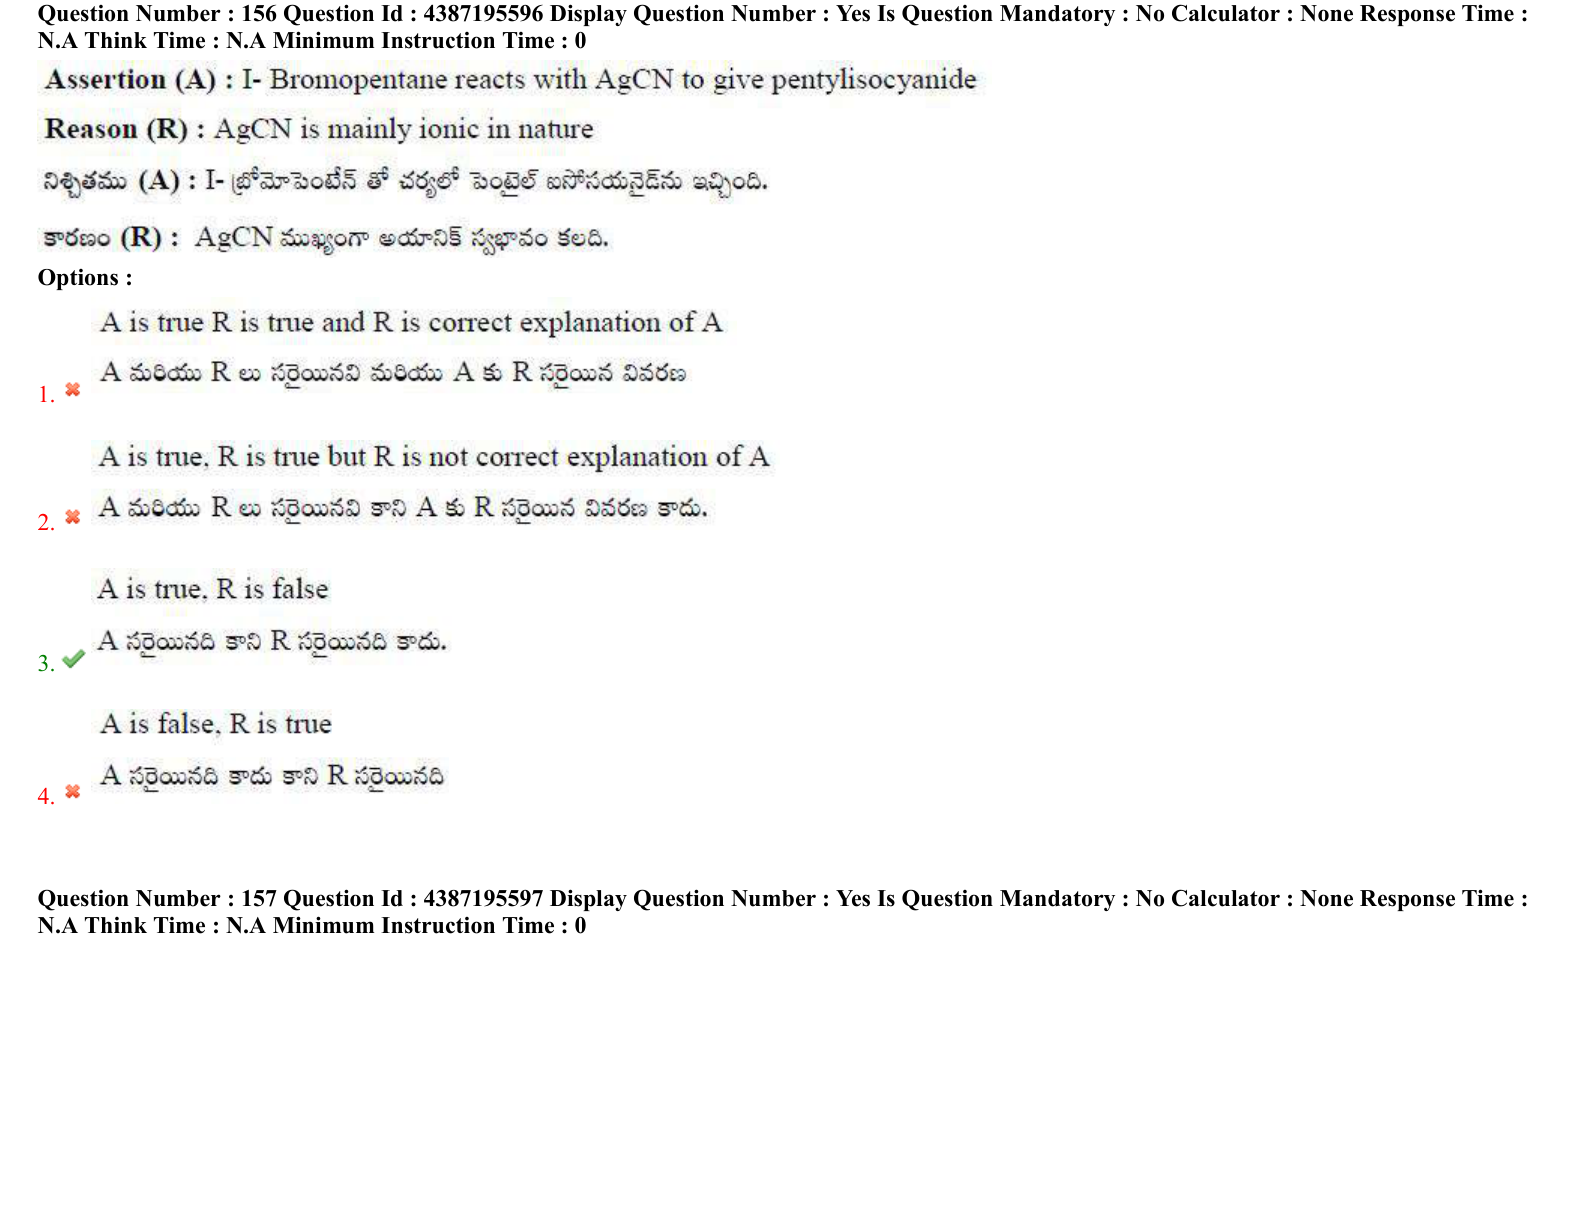 Question Number : 156 Question Id : 4387195596 Display Question Number : Yes Is Question Mandatory : No Calculator : None Response Time :
N.A Think Time : N.A Minimum Instruction Time : 0
Assertion (A) : I- Bromopentane reacts with AgCN to give pentylisocyanide
Reason (R) : AgCN is mainly ionic in nature
నిశ్చితము (A) : I- బ్రోమోపెంటేన్ తో చర్యలో పెంటైల్ ఐసోసయనైడ్‌ను ఇచ్చింది.
కారణం (R) : AgCN ముఖ్యంగా అయానిక్ స్వభావం కలది.
Options :
A is true R is true and R is correct explanation of A
A మరియు R లు సరైయినవి మరియు A కు R సరైయిన వివరణ
1.
A is true, R is true but R is not correct explanation of A
A మరియు R లు సరైయినవి కాని A కు R సరైయిన వివరణ కాదు.
2.
A is true, R is false
A సరైయినది కాని R సరైయినది కాదు.
3.
A is false, R is true
A సరైయినది కాదు కాని R సరైయినది
4.
Question Number : 157 Question Id : 4387195597 Display Question Number : Yes Is Question Mandatory : No Calculator : None Response Time :
N.A Think Time : N.A Minimum Instruction Time : 0